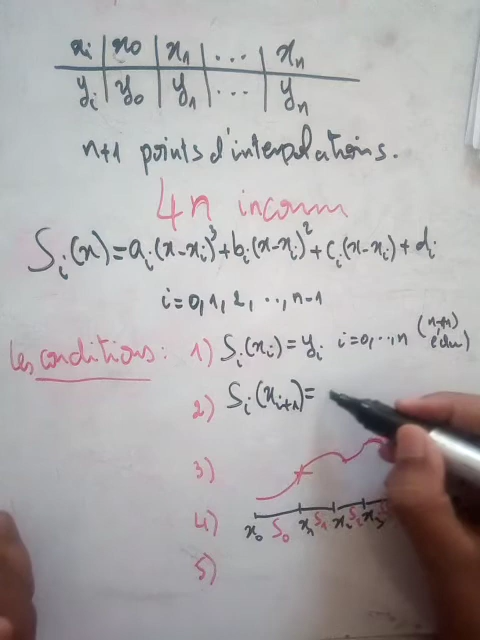 xi | x0 | x1 | ... | xn
yi | y0 | y1 | ... | yn
n+1 points d'interpolations.
4n inconn
Si(x)=ai(x-xi)³+bi(x-xi)²+ci(x-xi)+di
i=0,1,2,..,n-1
Les conditions: 1) Si(xi)=yi i=0,..,n (n+1)
2) Si(xi+1)=
3)
4) x0 S0 x1 S1 x2 S2 x3
5)